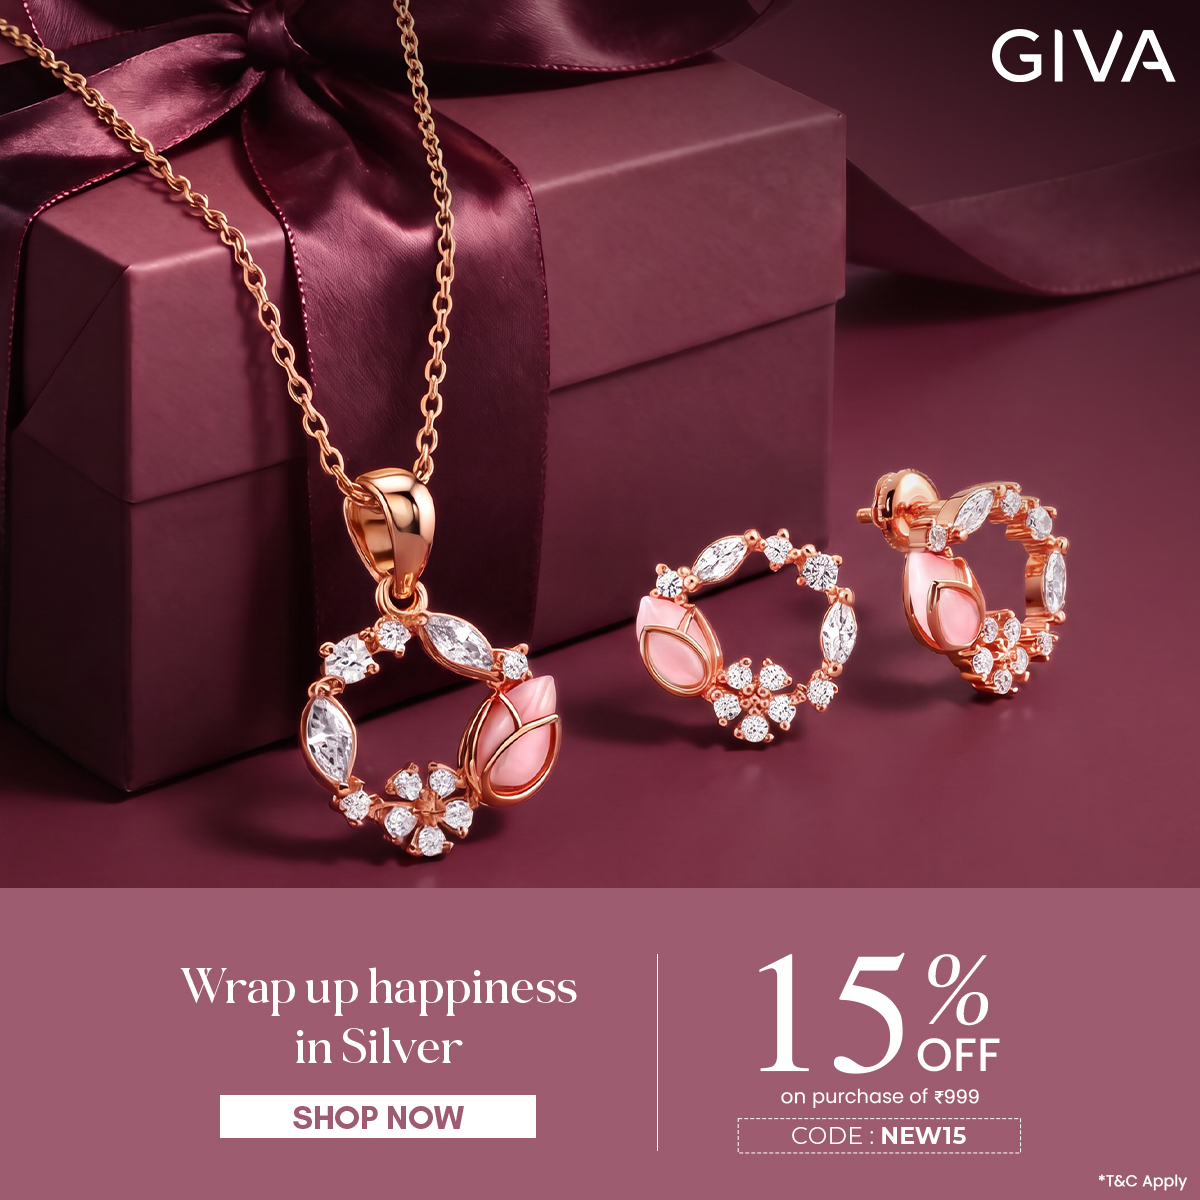 GIVA
Wrap up happiness
in Silver
SHOP NOW
15%
OFF
on purchase of ₹999
CODE : NEW15
*T&C Apply